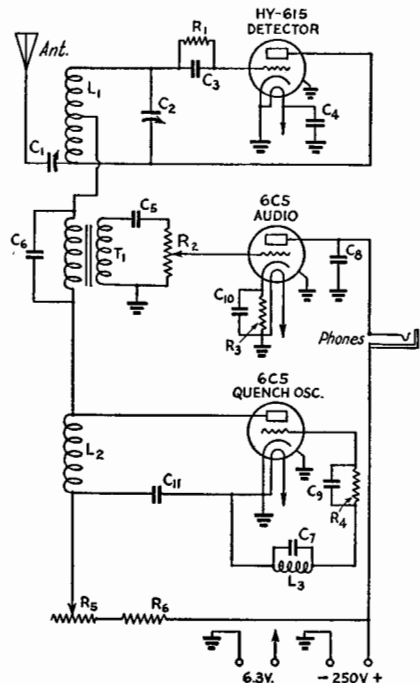 HY-615
DETECTOR
Ant.
R1
L1
C3
C2
C4
C1
6C5
AUDIO
C5
C6
T1
R2
C8
C10
R3
Phones
6C5
QUENCH OSC.
L2
C11
C9
R4
C7
L3
R5
R6
6.3V.
- 250V +